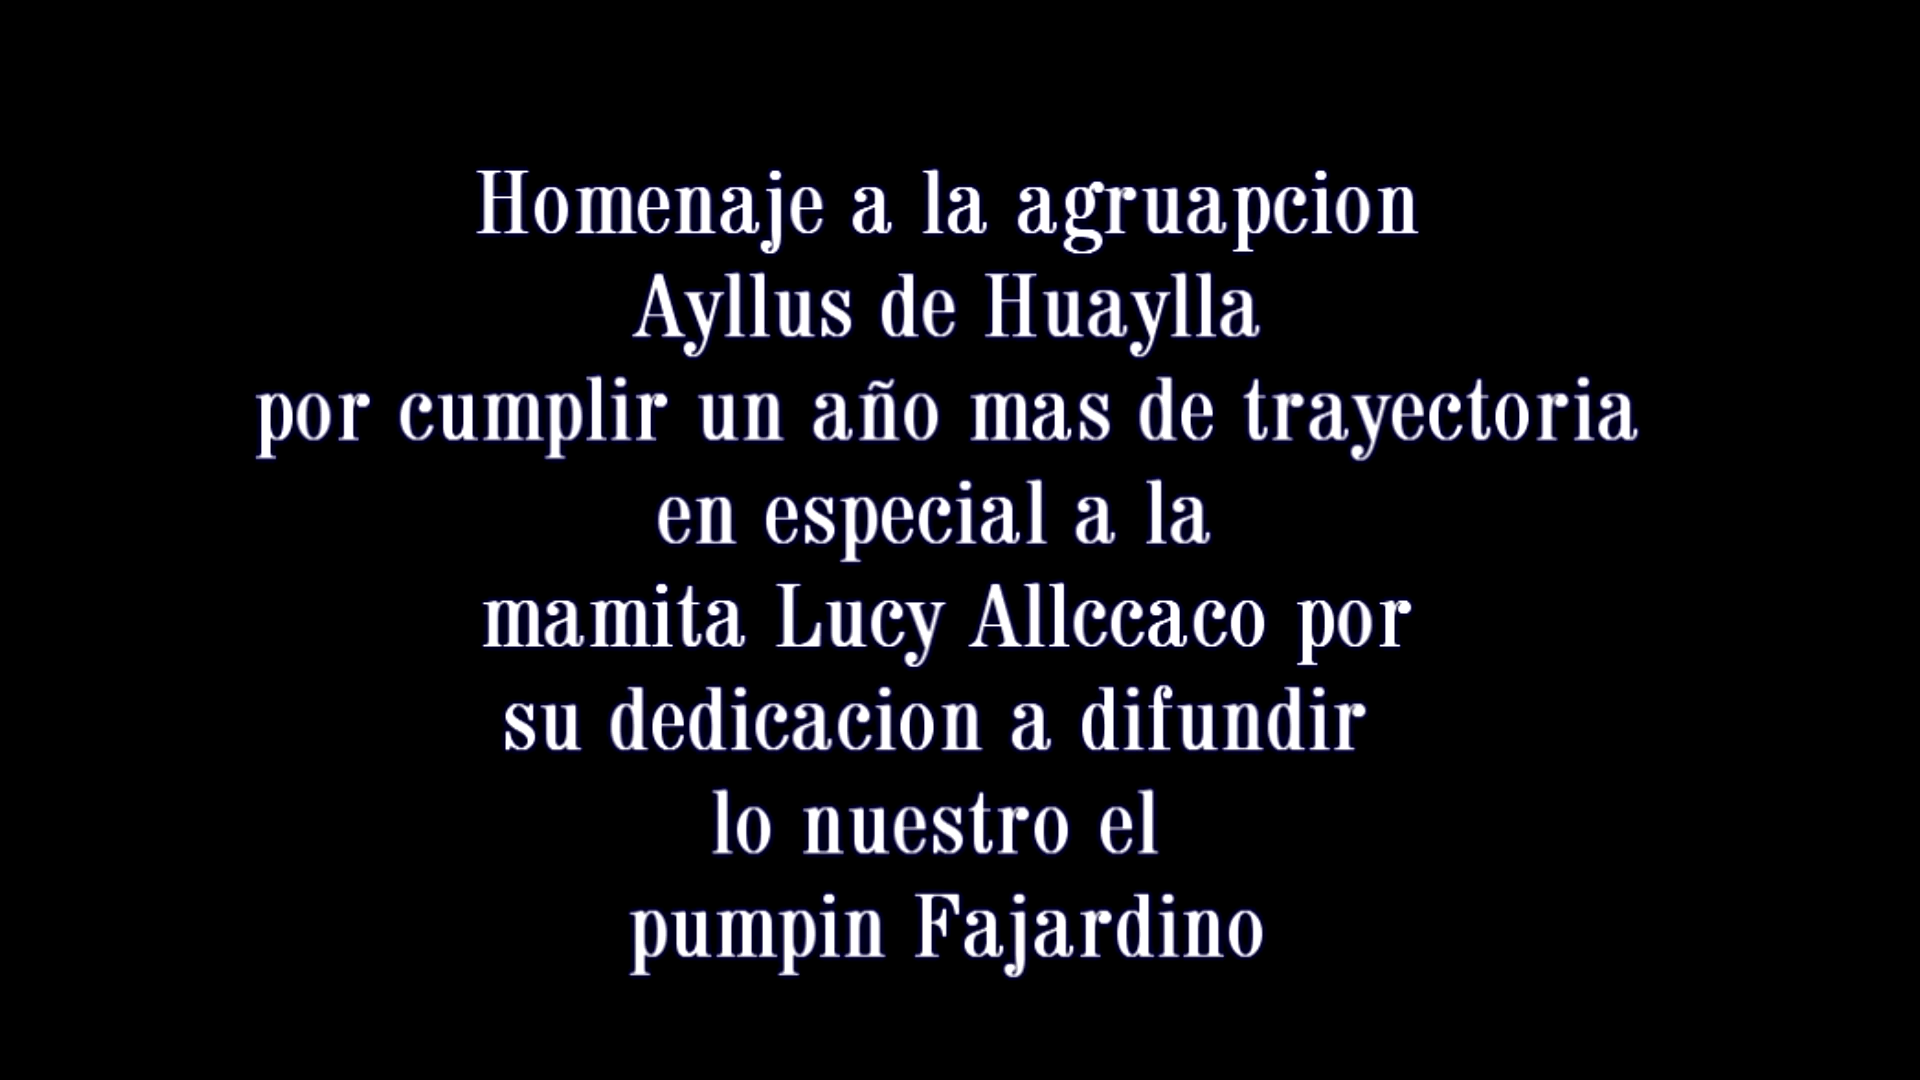 Homenaje a la agruapcion
Ayllus de Huaylla
por cumplir un año mas de trayectoria
en especial a la
mamita Lucy Allccaco por
su dedicacion a difundir
lo nuestro el
pumpin Fajardino